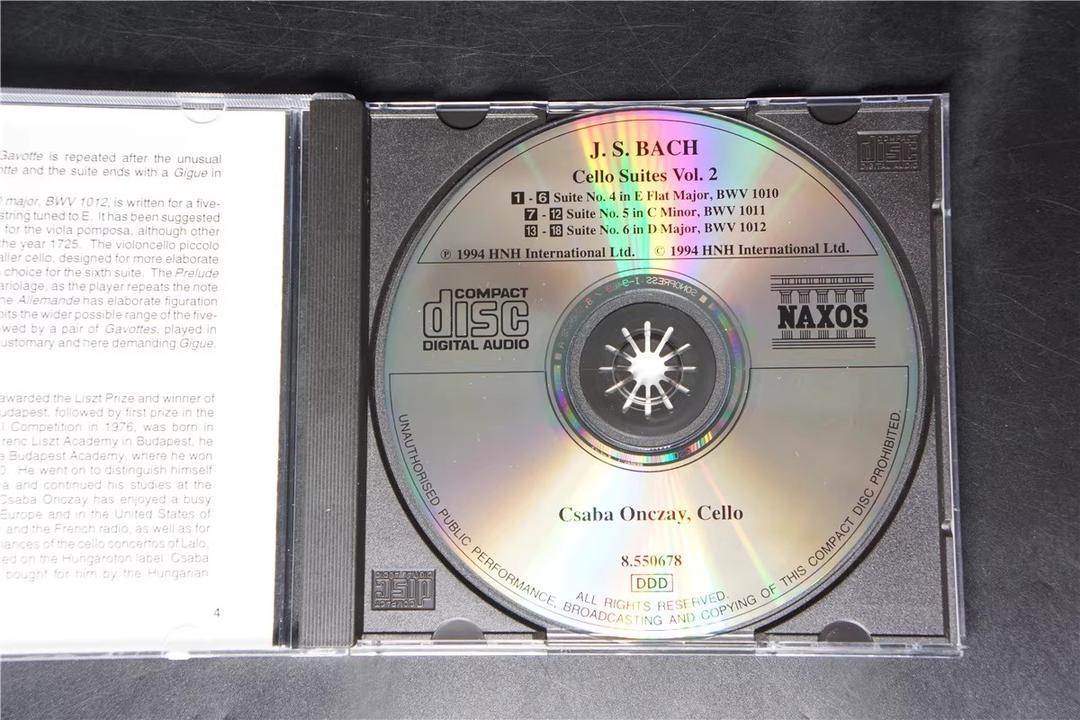 Gavotte is repeated after the unusual
and the suite ends with a Gigue in
major, BWV 1012, is written for a five-
string tuned to E. It has been suggested
for the viola pomposa, although other
the year 1725. The violoncello piccolo
cello, designed for more elaborate
choice for the sixth suite. The Prelude
as the player repeats the note
Allemande has elaborate figuration
the wider possible range of the five-
by a pair of Gavottes, played in
and here demanding Gigue.
awarded the Liszt Prize and winner of
followed by first prize in the
Competition in 1976, was born in
Liszt Academy in Budapest, he
Budapest Academy, where he won
He went on to distinguish himself
and continued his studies at the
Csaba Onczay has enjoyed a busy
Europe and in the United States of
and the French radio, as well as for
of the cello concertos of Lalo,
on the Hungaroton label. Csaba
bought for him by the Hungarian
4
J. S. BACH
Cello Suites Vol. 2
1 - 6 Suite No. 4 in E Flat Major, BWV 1010
7 - 12 Suite No. 5 in C Minor, BWV 1011
13 - 18 Suite No. 6 in D Major, BWV 1012
℗ 1994 HNH International Ltd. © 1994 HNH International Ltd.
COMPACT
disc
DIGITAL AUDIO
NAXOS
Csaba Onczay, Cello
8.550678
DDD
ALL RIGHTS RESERVED.
UNAUTHORISED PUBLIC PERFORMANCE, BROADCASTING AND COPYING OF THIS COMPACT DISC PROHIBITED.